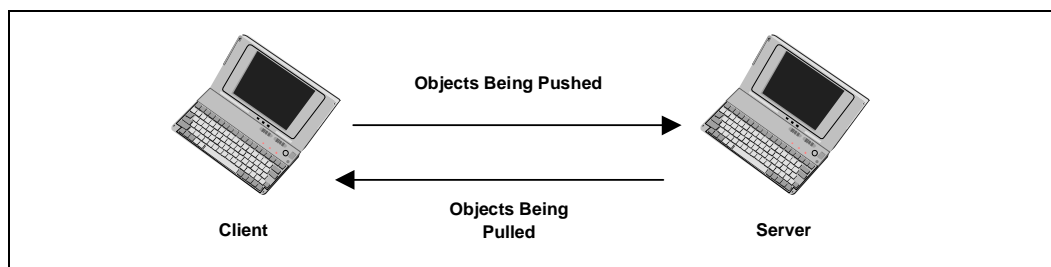 Objects Being Pushed
Objects Being
Pulled
Client
Server